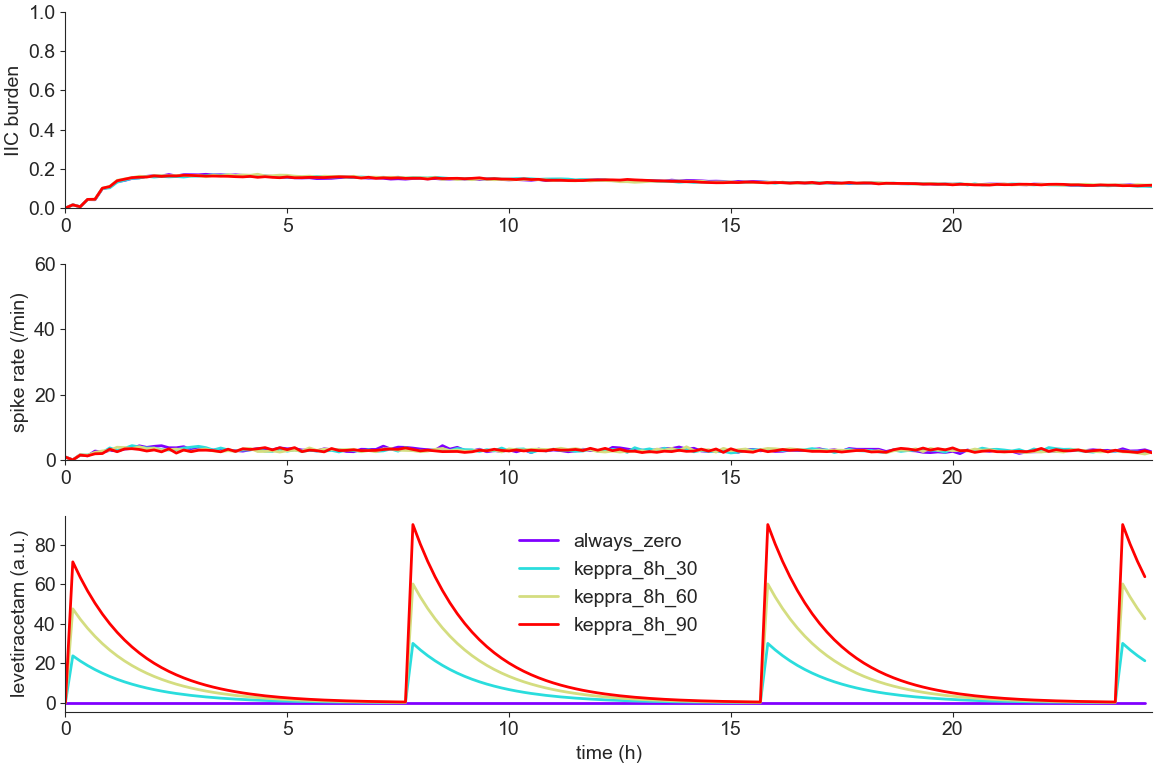 1.0
0.8
0.6
0.4
0.2
0.0
IIC burden
0 5 10 15 20
60
40
20
0
spike rate (/min)
0 5 10 15 20
80
60
40
20
0
levetiracetam (a.u.)
always_zero
keppra_8h_30
keppra_8h_60
keppra_8h_90
0 5 10 15 20
time (h)